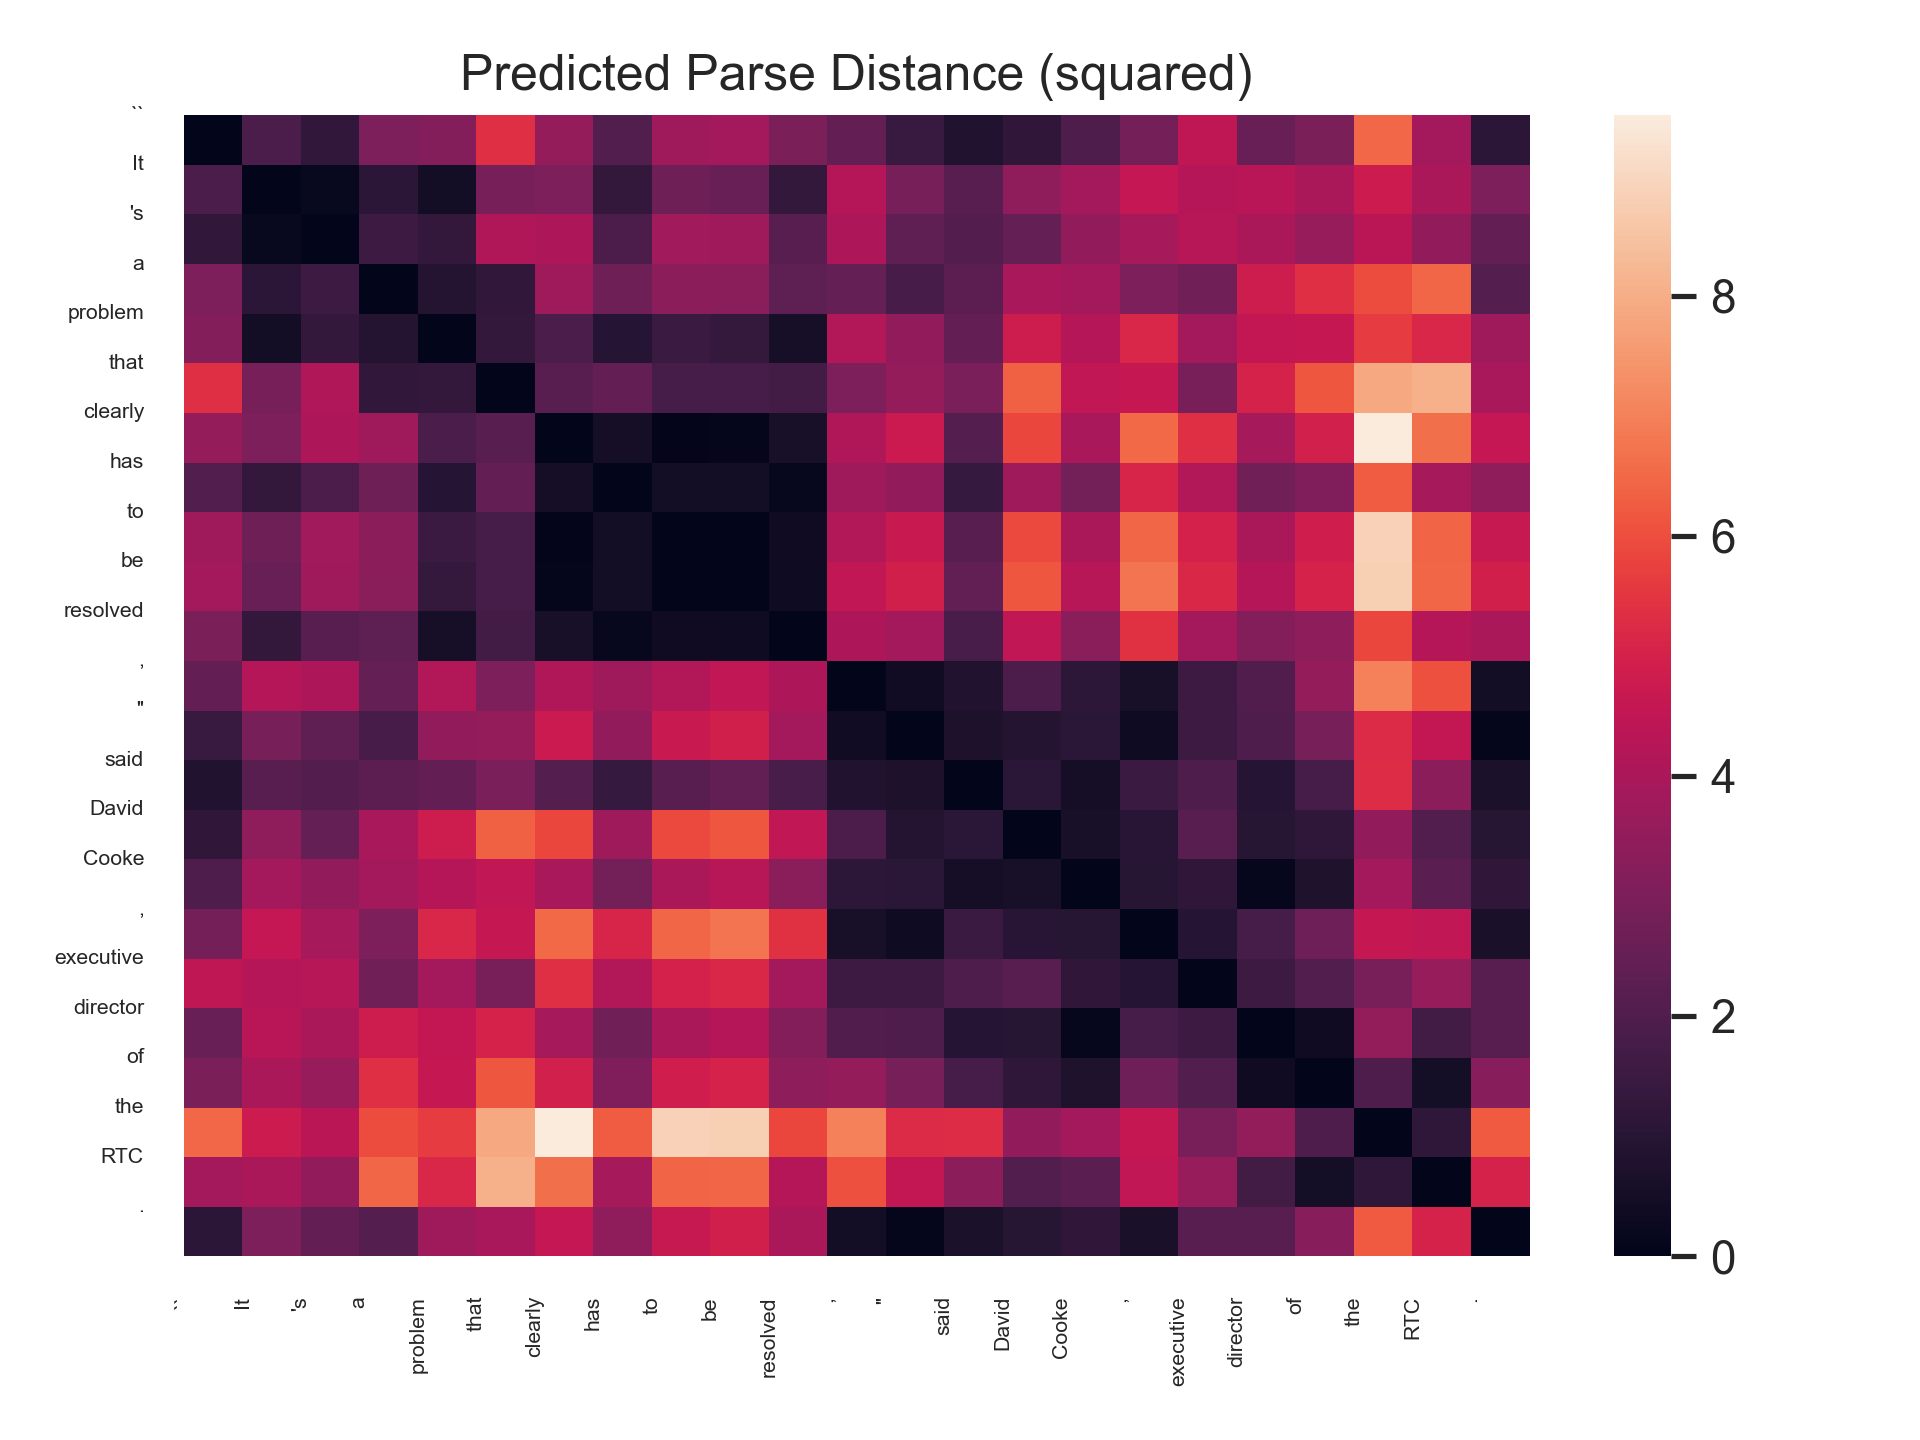 Predicted Parse Distance (squared)
``
It
's
a
problem
that
clearly
has
to
be
resolved
,
''
said
David
Cooke
,
executive
director
of
the
RTC
.
8
6
4
2
0
``
It
's
a
problem
that
clearly
has
to
be
resolved
,
''
said
David
Cooke
,
executive
director
of
the
RTC
.